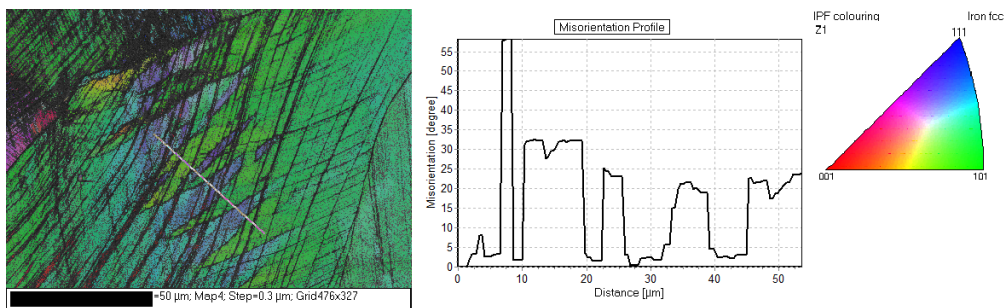 =50 µm; Map4; Step=0.3 µm; Grid476x327
Misorientation Profile
Misorientation [degree]
55
50
45
40
35
30
25
20
15
10
5
0
0 10 20 30 40 50
Distance [µm]
IPF colouring Iron fcc
Z1
111
001 101